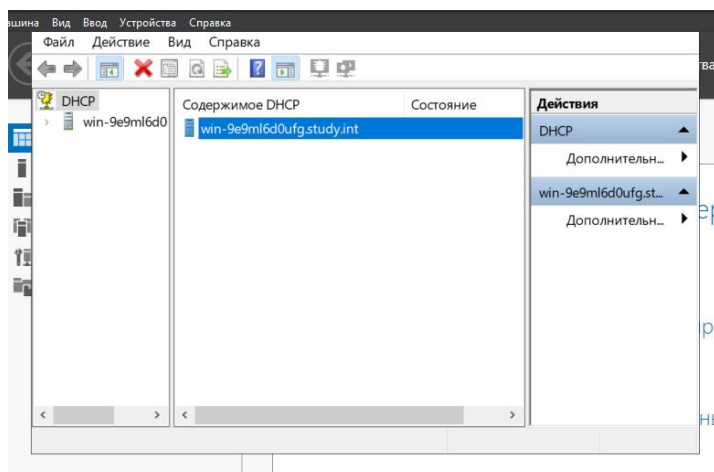 Вид Ввод Устройства Справка
Файл Действие Вид Справка
DHCP
win-9e9ml6d0
Содержимое DHCP Состояние
win-9e9ml6d0ufg.study.int
Действия
DHCP
Дополнительн...
win-9e9ml6d0ufg.st...
Дополнительн...